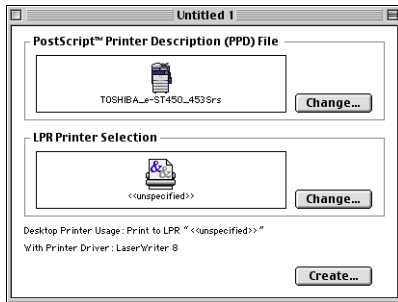 Untitled 1
PostScript™ Printer Description (PPD) File
TOSHIBA_e-ST450_453Srs
Change...
LPR Printer Selection
<<unspecified>>
Change...
Desktop Printer Usage: Print to LPR "<<unspecified>>"
With Printer Driver: LaserWriter 8
Create...